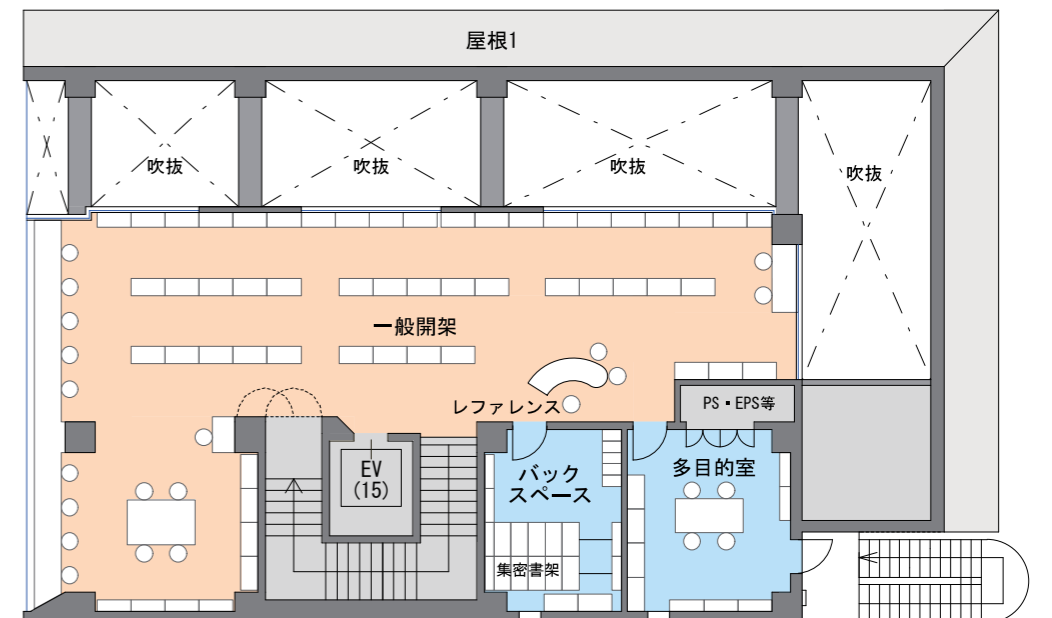 屋根1
吹抜
吹抜
吹抜
吹抜
一般開架
レファレンス
PS・EPS等
EV
(15)
バック
スペース
多目的室
集密書架